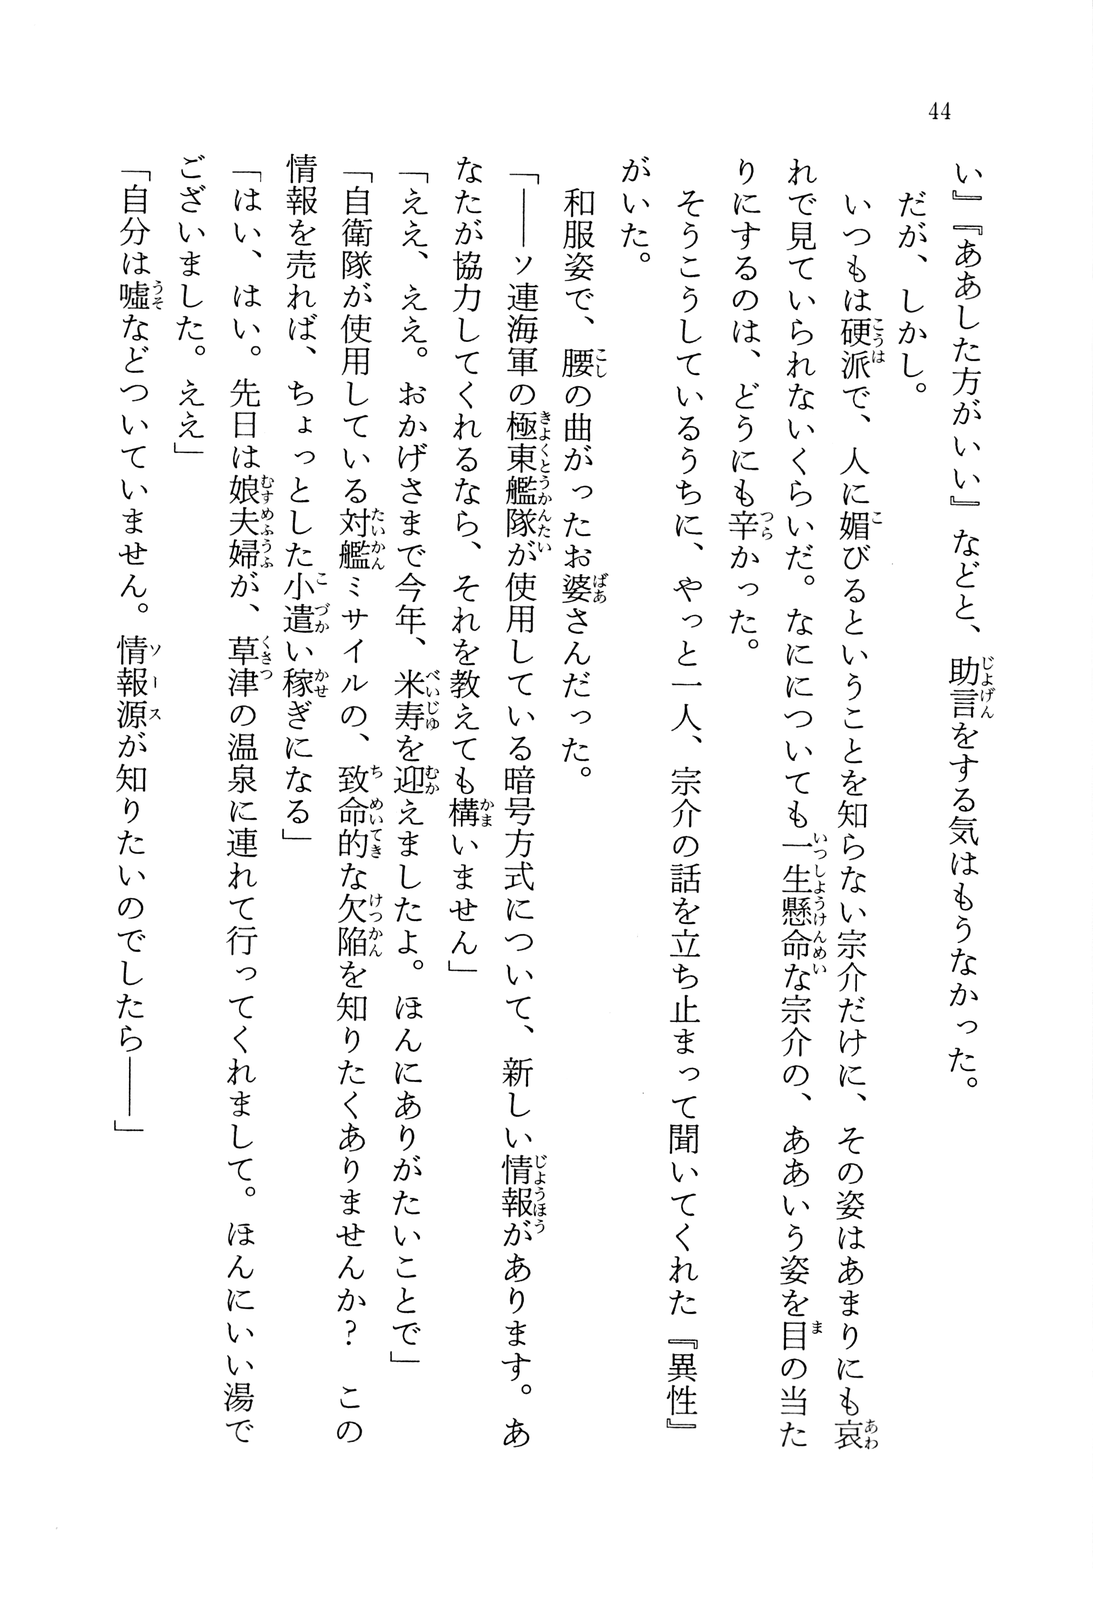 44
い』『ああした方がいい』などと、助言をする気はもうなかった。
だが、しかし。
いつもは硬派で、人に媚びるということを知らない宗介だけに、その姿はあまりにも哀
れで見ていられないくらいだ。なにについても一生懸命な宗介の、ああいう姿を目の当た
りにするのは、どうにも辛かった。
そうこうしているうちに、やっと一人、宗介の話を立ち止まって聞いてくれた『異性』
がいた。
和服姿で、腰の曲がったお婆さんだった。
「――ソ連海軍の極東艦隊が使用している暗号方式について、新しい情報があります。あ
なたが協力してくれるなら、それを教えても構いません」
「ええ、ええ。おかげさまで今年、米寿を迎えましたよ。ほんにありがたいことで」
「自衛隊が使用している対艦ミサイルの、致命的な欠陥を知りたくありませんか？　この
情報を売れば、ちょっとした小遣い稼ぎになる」
「はい、はい。先日は娘夫婦が、草津の温泉に連れて行ってくれまして。ほんにいい湯で
ございました。ええ」
「自分は嘘などついていません。情報源が知りたいのでしたら――」